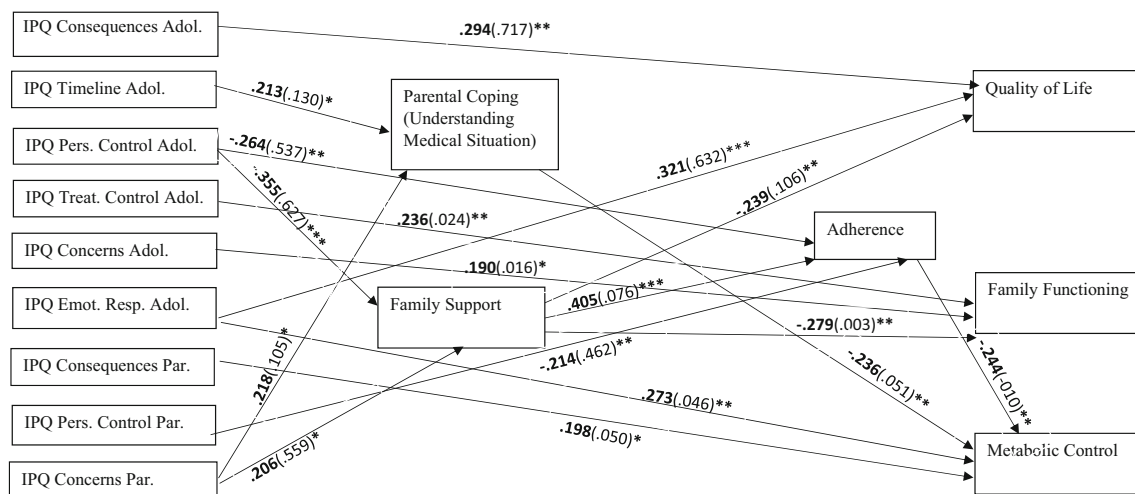 IPQ Consequences Adol.
.294(.717)**
IPQ Timeline Adol.
.213(.130)*
Parental Coping
(Understanding
Medical Situation)
Quality of Life
IPQ Pers. Control Adol.
-.264(.537)**
-.355(.627)***
.321(.632)***
-.239(.106)**
IPQ Treat. Control Adol.
.236(.024)**
Adherence
IPQ Concerns Adol.
.190(.016)*
IPQ Emot. Resp. Adol.
Family Support
.405(.076)***
Family Functioning
-.279(.003)**
.218(.105)*
-.214(.462)**
-.236(.051)**
-.244(-010)**
IPQ Consequences Par.
.273(.046)**
IPQ Pers. Control Par.
.198(.050)*
.206(.559)*
IPQ Concerns Par.
Metabolic Control